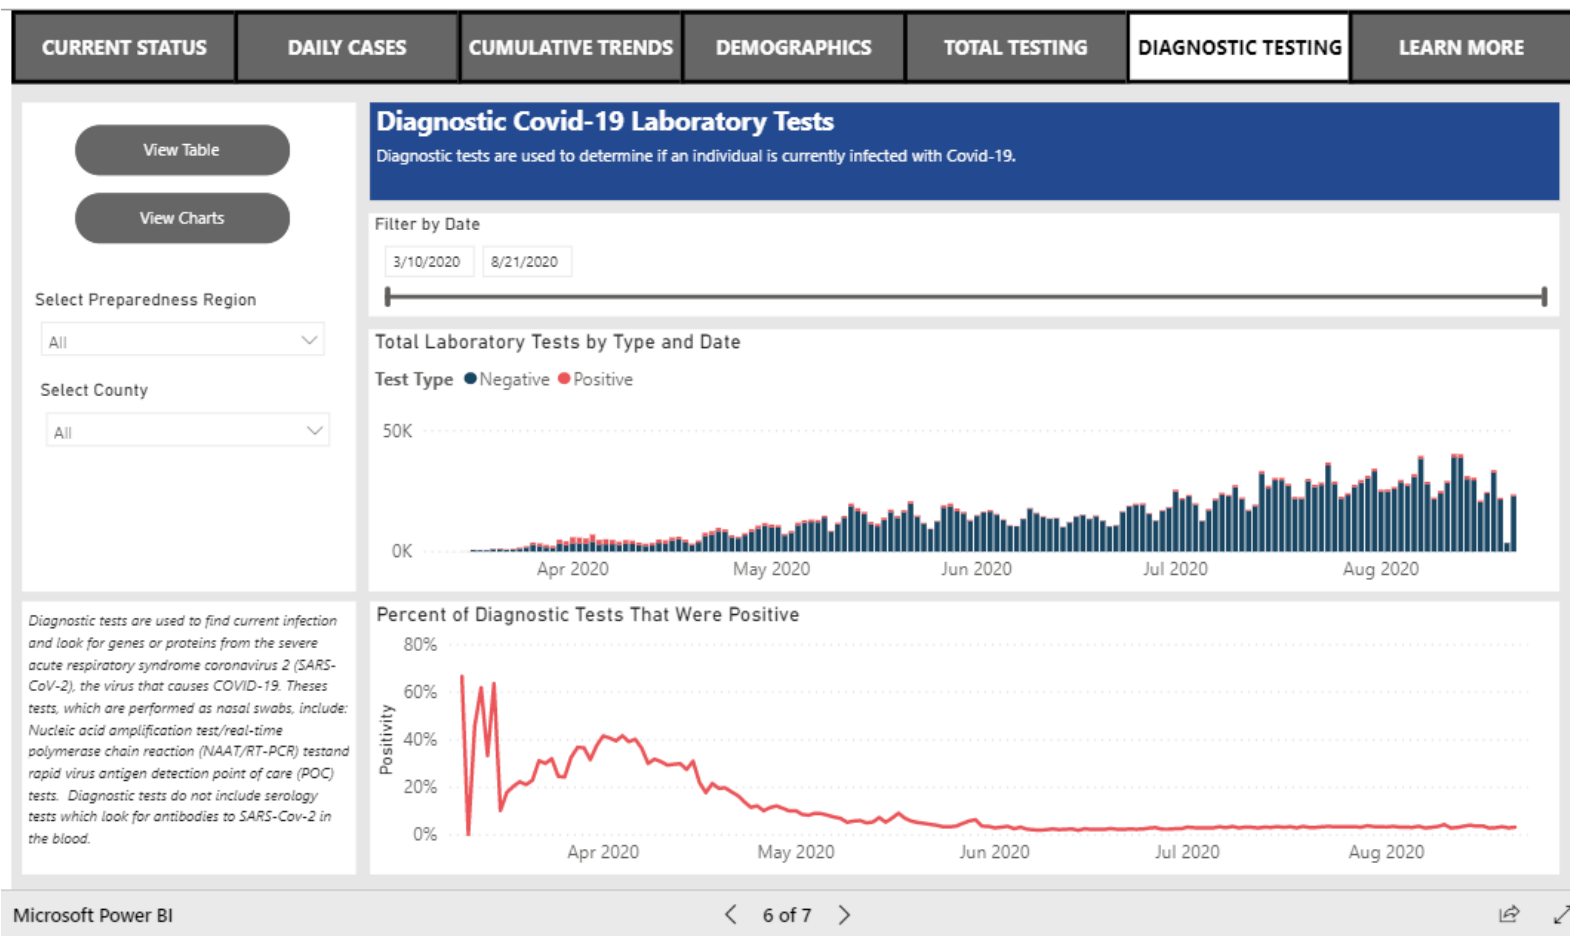 CURRENT STATUS
DAILY CASES
CUMULATIVE TRENDS
DEMOGRAPHICS
TOTAL TESTING
DIAGNOSTIC TESTING
LEARN MORE
View Table
View Charts
Select Preparedness Region
All
Select County
All
Diagnostic tests are used to find current infection
and look for genes or proteins from the severe
acute respiratory syndrome coronavirus 2 (SARS-
CoV-2), the virus that causes COVID-19. Theses
tests, which are performed as nasal swabs, include:
Nucleic acid amplification test/real-time
polymerase chain reaction (NAAT/RT-PCR) testand
rapid virus antigen detection point of care (POC)
tests. Diagnostic tests do not include serology
tests which look for antibodies to SARS-Cov-2 in
the blood.
Diagnostic Covid-19 Laboratory Tests
Diagnostic tests are used to determine if an individual is currently infected with Covid-19.
Filter by Date
3/10/2020 8/21/2020
Total Laboratory Tests by Type and Date
Test Type Negative Positive
50K
0K
Apr 2020 May 2020 Jun 2020 Jul 2020 Aug 2020
Percent of Diagnostic Tests That Were Positive
Positivity
80%
60%
40%
20%
0%
Apr 2020 May 2020 Jun 2020 Jul 2020 Aug 2020
Microsoft Power BI
6 of 7